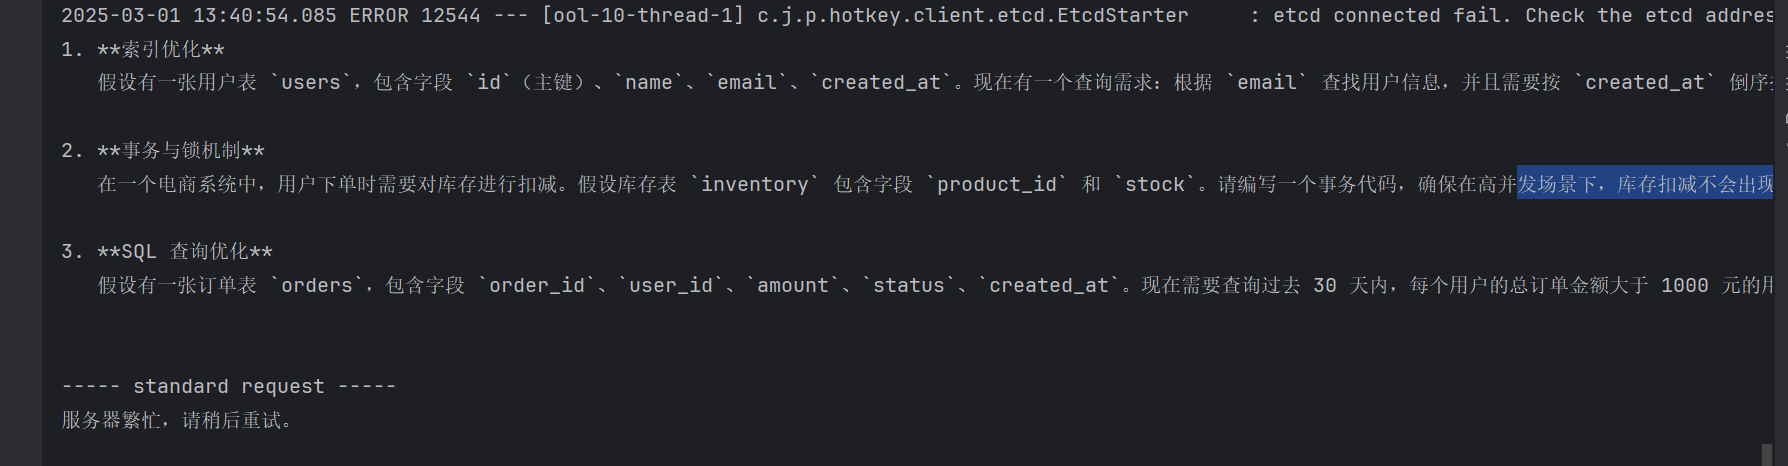 2025-03-01 13:40:54.085 ERROR 12544 --- [ool-10-thread-1] c.j.p.hotkey.client.etcd.EtcdStarter     : etcd connected fail. Check the etcd addres
1. **索引优化**
假设有一张用户表 `users`，包含字段 `id`（主键）、`name`、`email`、`created_at`。现在有一个查询需求：根据 `email` 查找用户信息，并且需要按 `created_at` 倒序
2. **事务与锁机制**
在一个电商系统中，用户下单时需要对库存进行扣减。假设库存表 `inventory` 包含字段 `product_id` 和 `stock`。请编写一个事务代码，确保在高并发场景下，库存扣减不会出现
3. **SQL 查询优化**
假设有一张订单表 `orders`，包含字段 `order_id`、`user_id`、`amount`、`status`、`created_at`。现在需要查询过去 30 天内，每个用户的总订单金额大于 1000 元的用
----- standard request -----
服务器繁忙，请稍后重试。